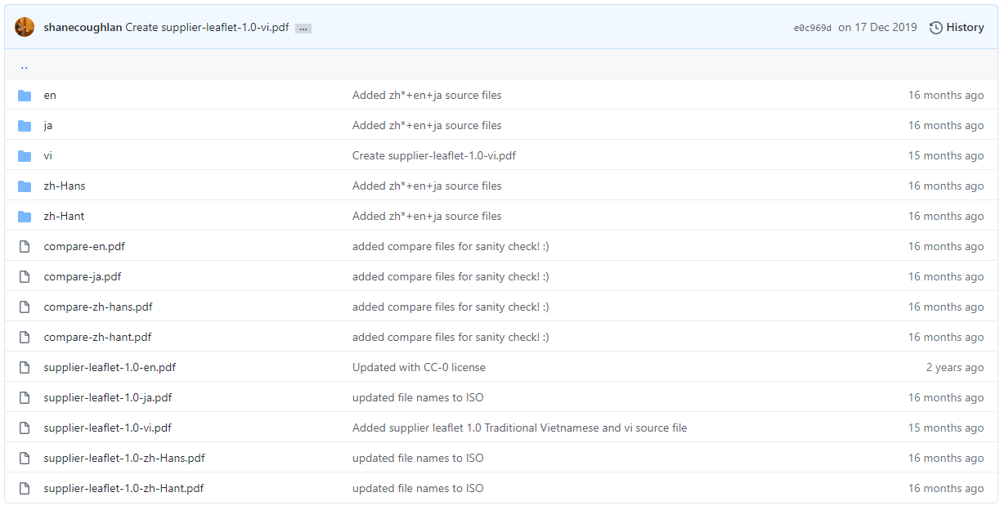 shanecoughlan Create supplier-leaflet-1.0-vi.pdf ... e0c969d on 17 Dec 2019 History
..
en Added zh*+en+ja source files 16 months ago
ja Added zh*+en+ja source files 16 months ago
vi Create supplier-leaflet-1.0-vi.pdf 15 months ago
zh-Hans Added zh*+en+ja source files 16 months ago
zh-Hant Added zh*+en+ja source files 16 months ago
compare-en.pdf added compare files for sanity check! :) 16 months ago
compare-ja.pdf added compare files for sanity check! :) 16 months ago
compare-zh-hans.pdf added compare files for sanity check! :) 16 months ago
compare-zh-hant.pdf added compare files for sanity check! :) 16 months ago
supplier-leaflet-1.0-en.pdf Updated with CC-0 license 2 years ago
supplier-leaflet-1.0-ja.pdf updated file names to ISO 16 months ago
supplier-leaflet-1.0-vi.pdf Added supplier leaflet 1.0 Traditional Vietnamese and vi source file 15 months ago
supplier-leaflet-1.0-zh-Hans.pdf updated file names to ISO 16 months ago
supplier-leaflet-1.0-zh-Hant.pdf updated file names to ISO 16 months ago